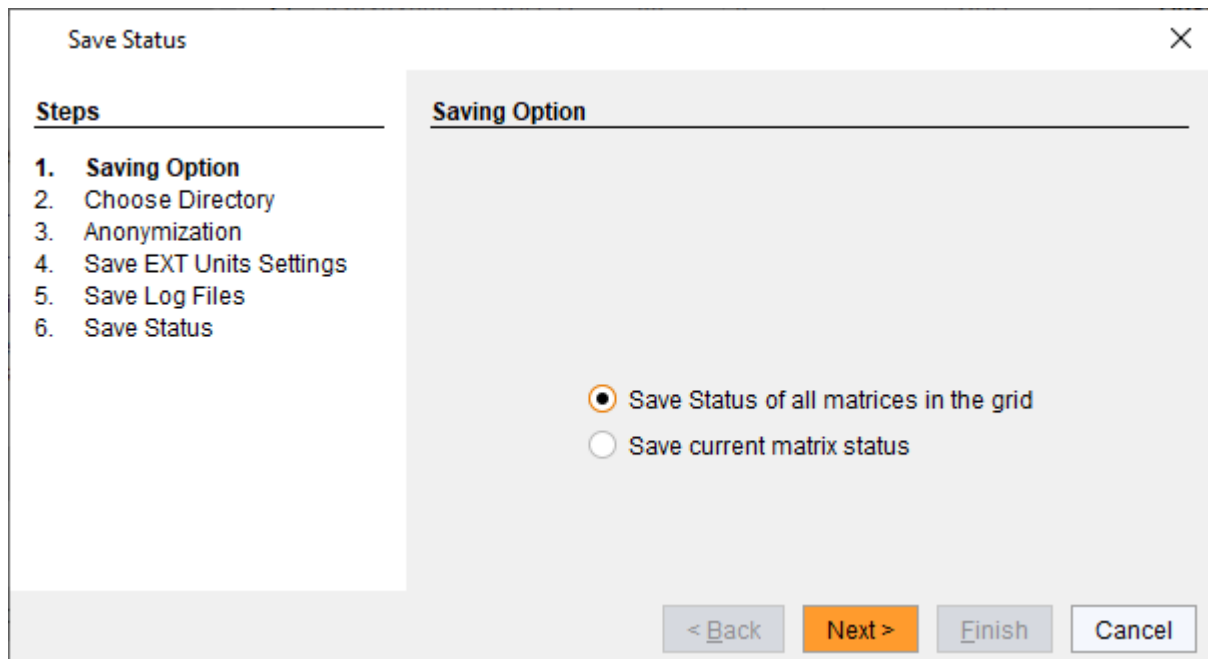 Save Status
Steps
1. Saving Option
2. Choose Directory
3. Anonymization
4. Save EXT Units Settings
5. Save Log Files
6. Save Status
Saving Option
Save Status of all matrices in the grid
Save current matrix status
< Back
Next >
Finish
Cancel